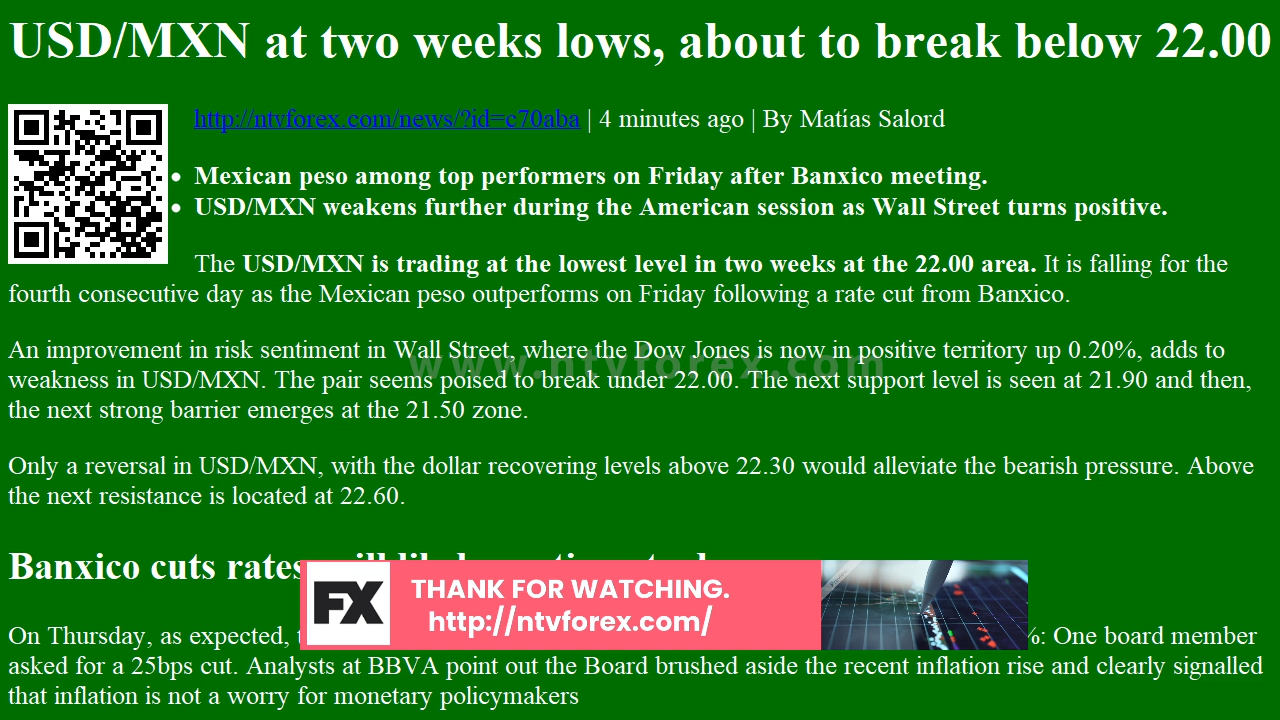 USD/MXN at two weeks lows, about to break below 22.00
http://ntvforex.com/news/?id=c70aba | 4 minutes ago | By Matías Salord
• Mexican peso among top performers on Friday after Banxico meeting.
• USD/MXN weakens further during the American session as Wall Street turns positive.
The USD/MXN is trading at the lowest level in two weeks at the 22.00 area. It is falling for the
fourth consecutive day as the Mexican peso outperforms on Friday following a rate cut from Banxico.
An improvement in risk sentiment in Wall Street, where the Dow Jones is now in positive territory up 0.20%, adds to
www.ntvforex.com
weakness in USD/MXN. The pair seems poised to break under 22.00. The next support level is seen at 21.90 and then,
the next strong barrier emerges at the 21.50 zone.
Only a reversal in USD/MXN, with the dollar recovering levels above 22.30 would alleviate the bearish pressure. Above
the next resistance is located at 22.60.
Banxico cuts rates
FX
THANK FOR WATCHING.
http://ntvforex.com/
On Thursday, as expected, %: One board member
asked for a 25bps cut. Analysts at BBVA point out the Board brushed aside the recent inflation rise and clearly signalled
that inflation is not a worry for monetary policymakers